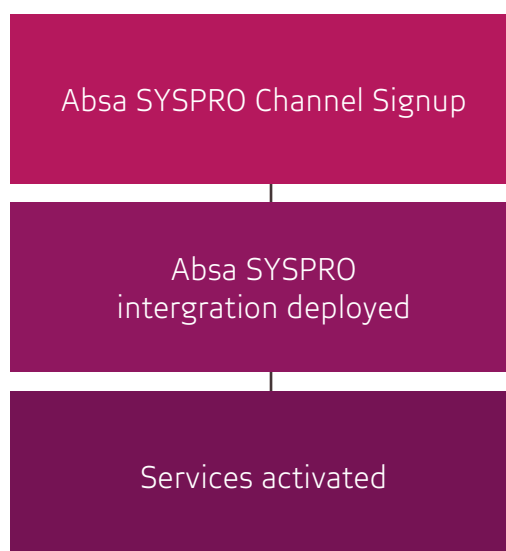 Absa SYSPRO Channel Signup
Absa SYSPRO
intergration deployed
Services activated